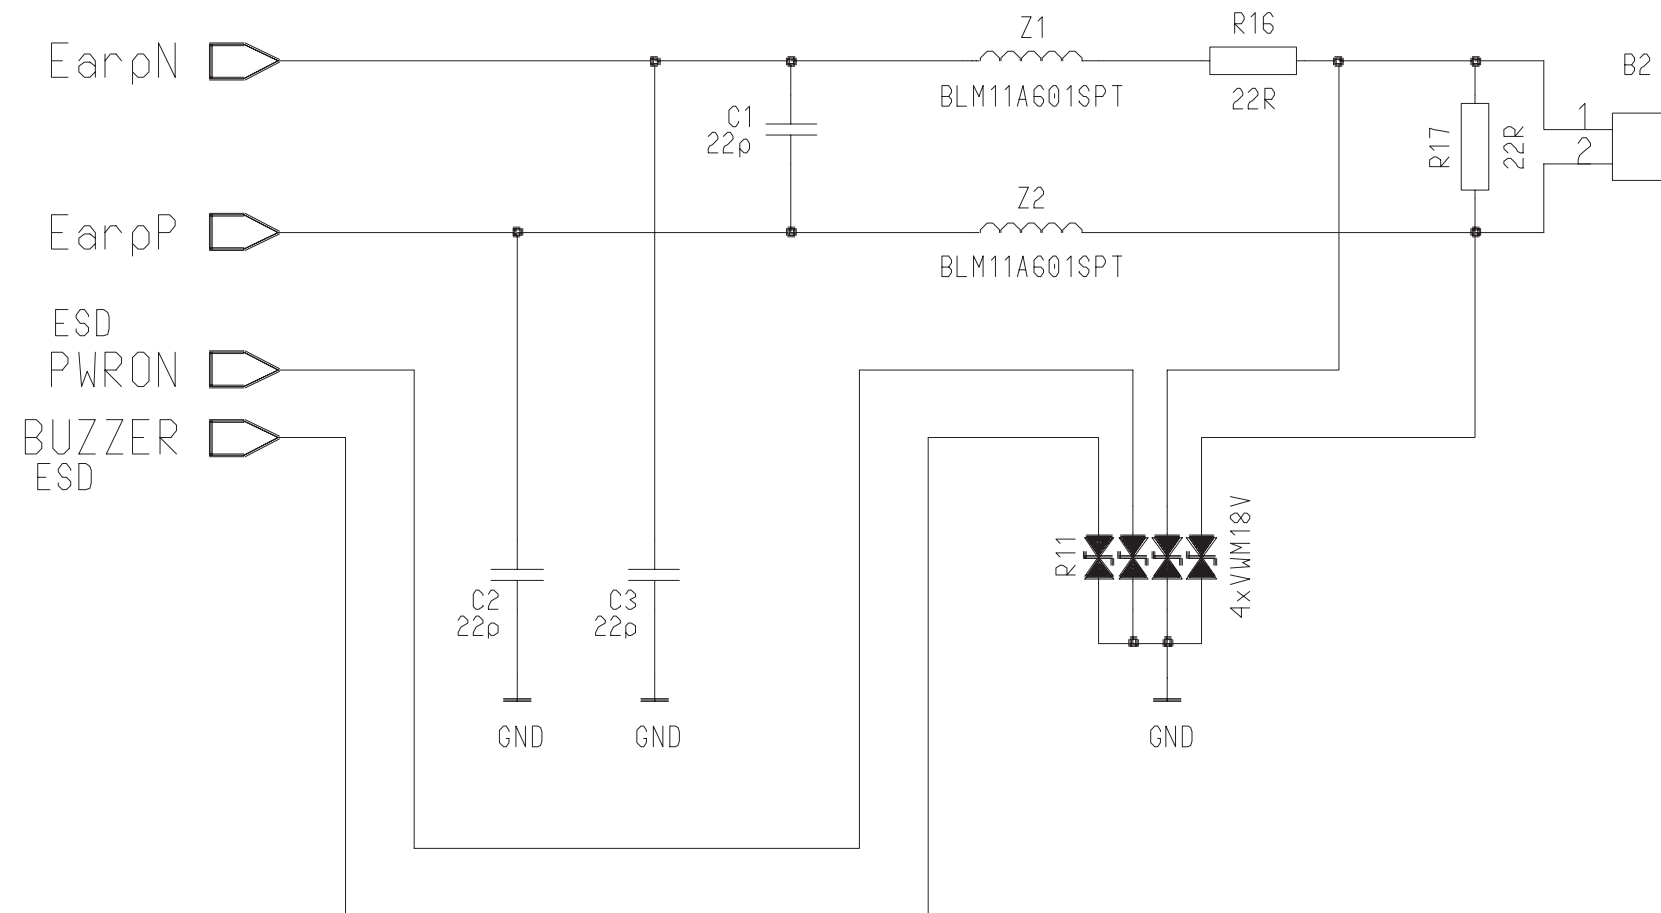 EarpN
Z1
BLM11A601SPT
R16
22R
B2
C1
22p
1
2
R17
22R
EarpP
Z2
BLM11A601SPT
ESD
PWRON
BUZZER
ESD
R11
4xVWM18V
C2
22p
C3
22p
GND
GND
GND